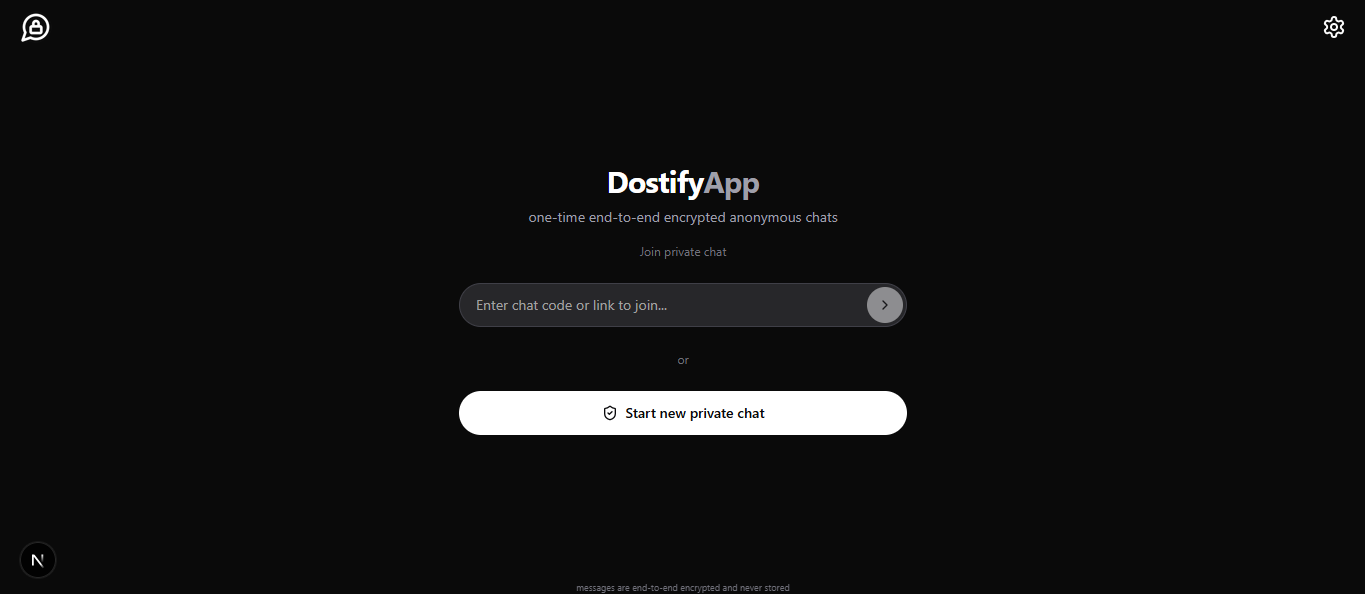 DostifyApp
one-time end-to-end encrypted anonymous chats
Join private chat
Enter chat code or link to join...
or
Start new private chat
N
messages are end-to-end encrypted and never stored